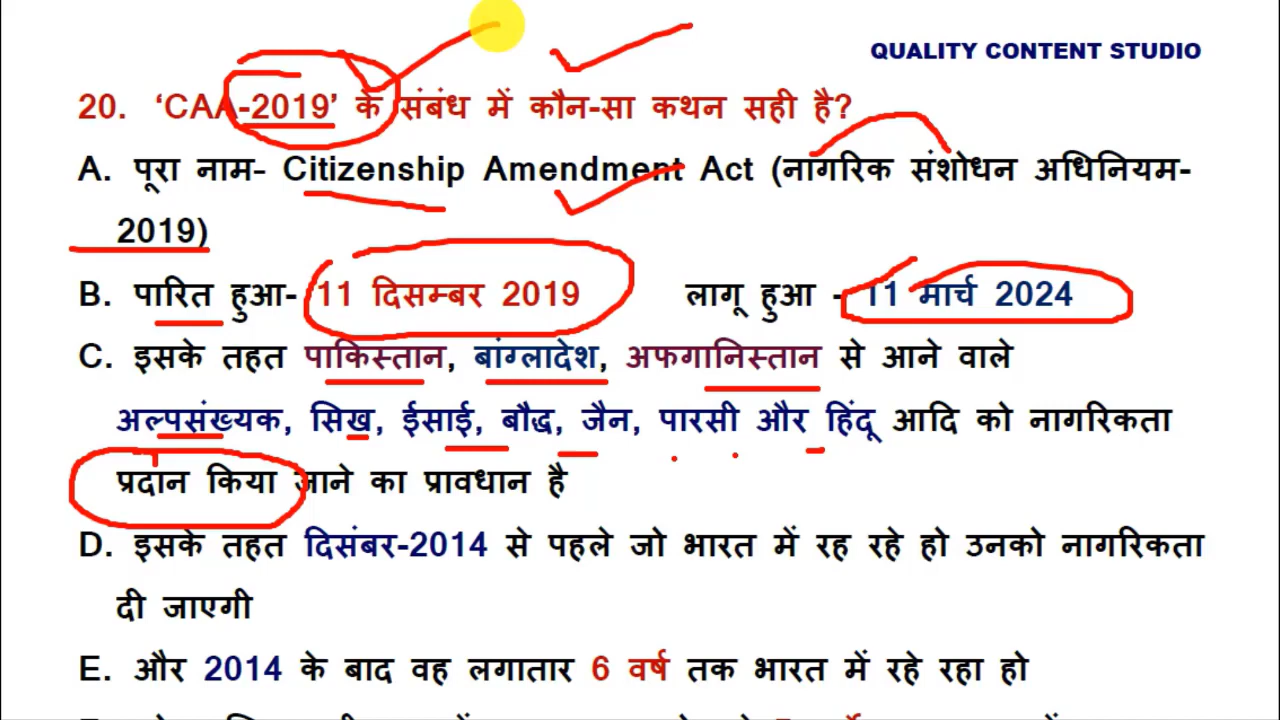 QUALITY CONTENT STUDIO
20. ‘CAA-2019’ के संबंध में कौन-सा कथन सही है?
A. पूरा नाम- Citizenship Amendment Act (नागरिक संशोधन अधिनियम-
2019)
B. पारित हुआ- 11 दिसम्बर 2019 लागू हुआ - 11 मार्च 2024
C. इसके तहत पाकिस्तान, बांग्लादेश, अफगानिस्तान से आने वाले
अल्पसंख्यक, सिख, ईसाई, बौद्ध, जैन, पारसी और हिंदू आदि को नागरिकता
प्रदान किया जाने का प्रावधान है
D. इसके तहत दिसंबर-2014 से पहले जो भारत में रह रहे हो उनको नागरिकता
दी जाएगी
E. और 2014 के बाद वह लगातार 6 वर्ष तक भारत में रहे रहा हो